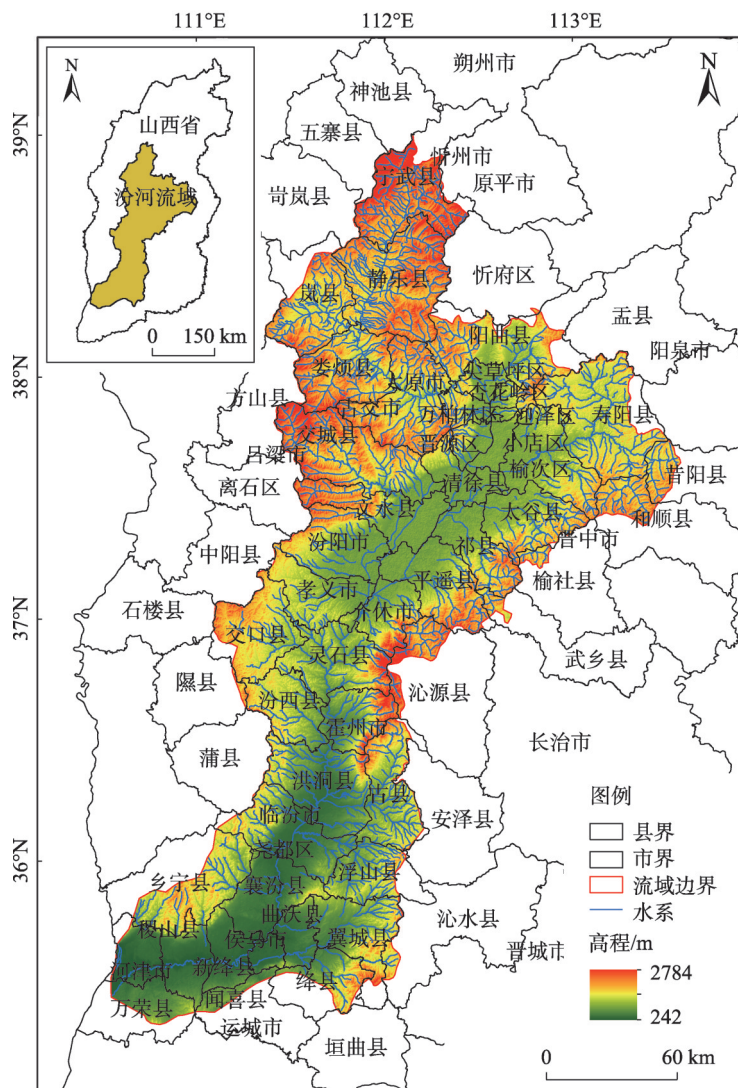 111°E
112°E
113°E
N
山西省
汾河流域
0
150 km
N
39°N
38°N
37°N
36°N
朔州市
神池县
五寨县
忻州市
宁武县
原平市
岢岚县
静乐县
忻府区
岚县
盂县
阳曲县
阳泉市
娄烦县
尖草坪区
太原市
杏花岭区
方山县
古交市
万柏林区
迎泽区
寿阳县
交城县
晋源区
小店区
吕梁市
榆次区
昔阳县
离石区
清徐县
文水县
太谷县
和顺县
汾阳市
晋中市
中阳县
祁县
榆社县
孝义市
平遥县
石楼县
介休市
交口县
灵石县
武乡县
隰县
沁源县
汾西县
霍州市
长治市
蒲县
洪洞县
古县
临汾市
安泽县
尧都区
浮山县
乡宁县
襄汾县
曲沃县
沁水县
稷山县
侯马市
翼城县
晋城市
河津市
新绛县
绛县
万荣县
闻喜县
运城市
垣曲县
图例
县界
市界
流域边界
水系
高程/m
2784
242
0
60 km